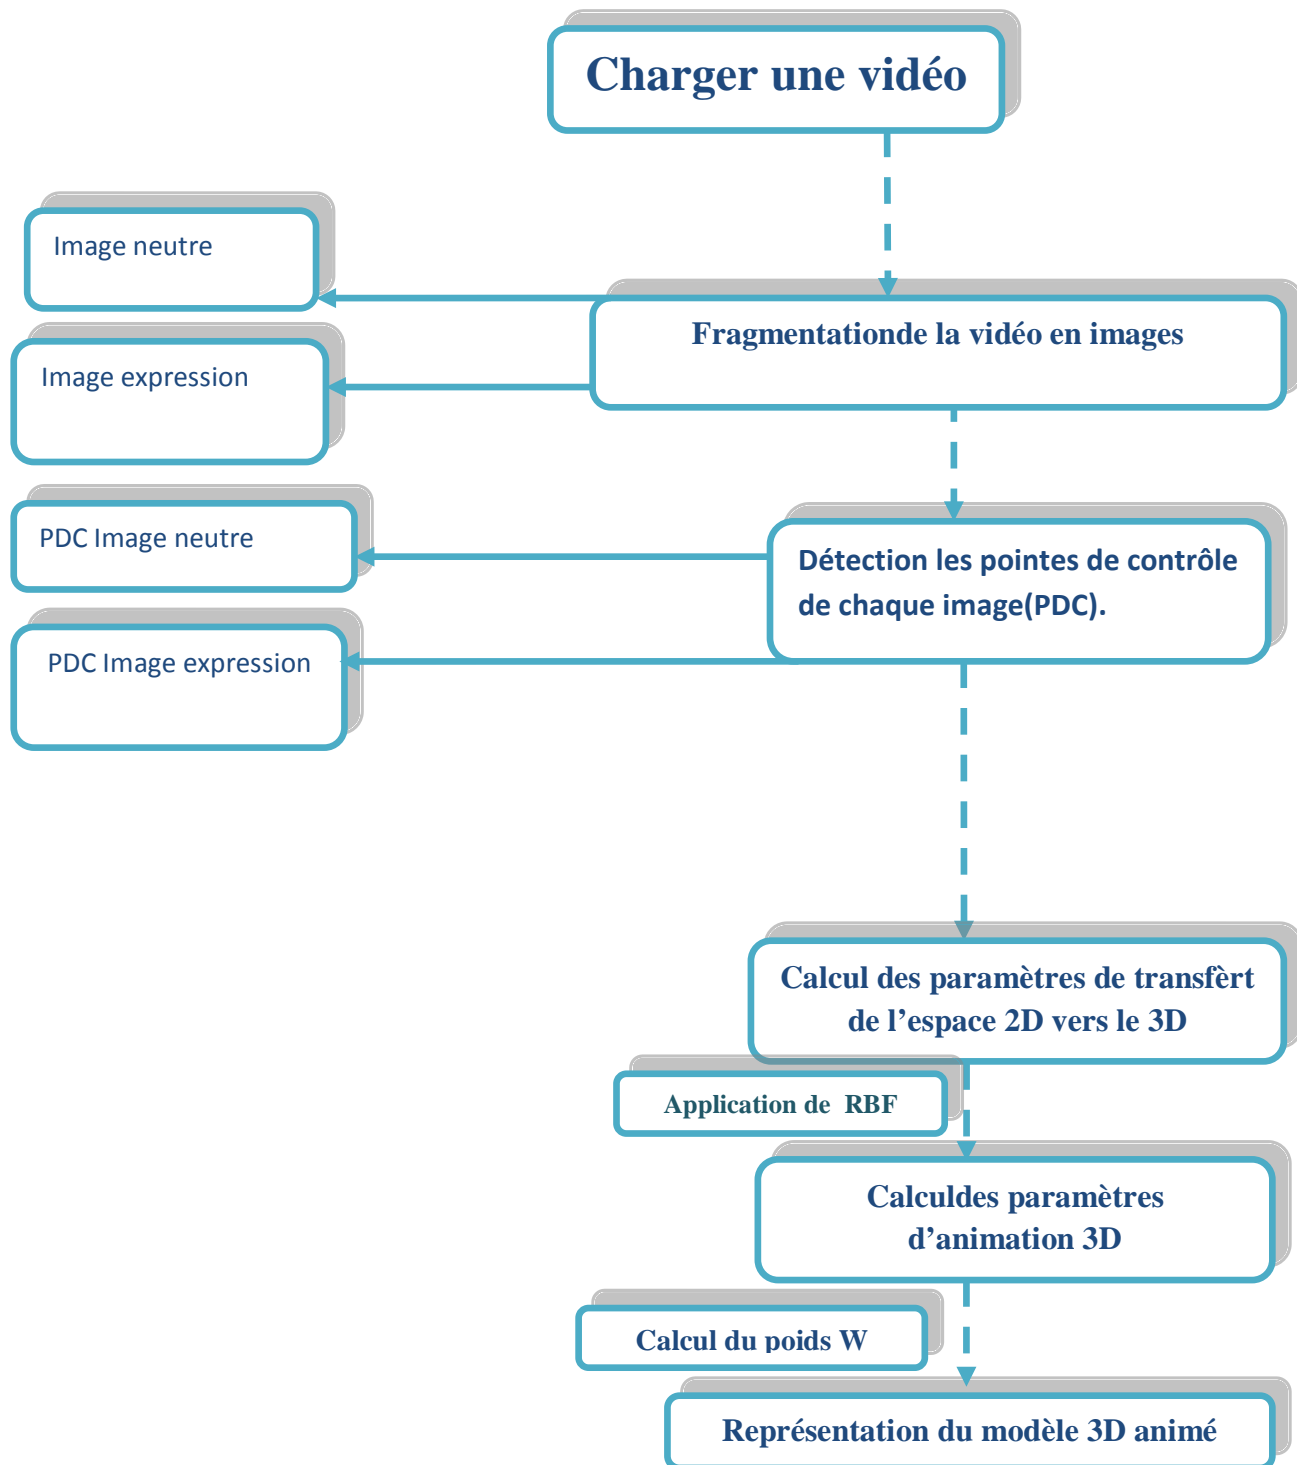 Charger une vidéo
Image neutre
Fragmentationde la vidéo en images
Image expression
PDC Image neutre
Détection les pointes de contrôle
de chaque image(PDC).
PDC Image expression
Calcul des paramètres de transfèrt
de l’espace 2D vers le 3D
Application de RBF
Calculdes paramètres
d’animation 3D
Calcul du poids W
Représentation du modèle 3D animé